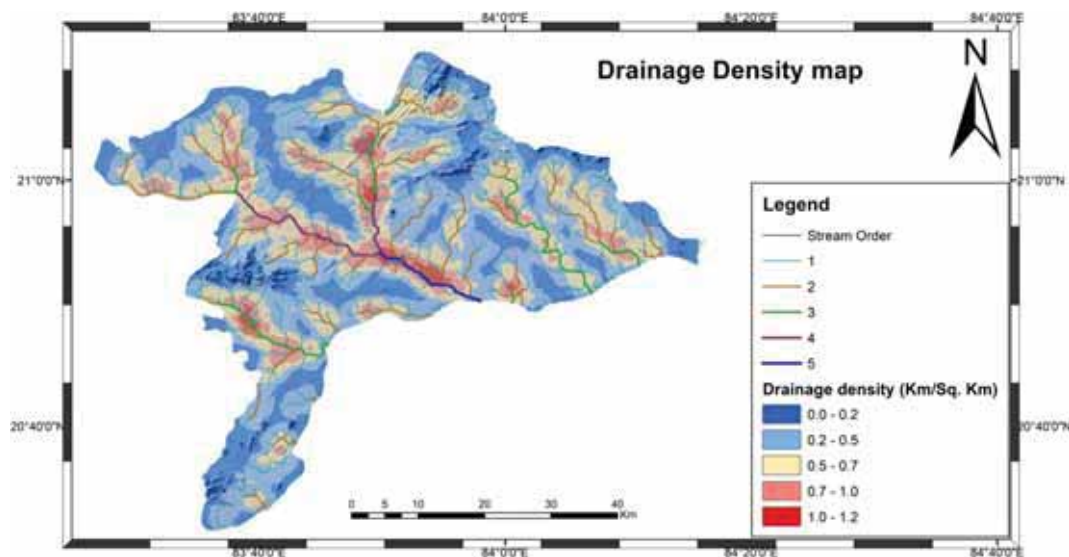 83°40'0"E 84°0'0"E 84°20'0"E 84°40'0"E
Drainage Density map
N
21°0'0"N 21°0'0"N
Legend
Stream Order
1
2
3
4
5
Drainage density (Km/Sq. Km)
0.0 - 0.2
0.2 - 0.5
0.5 - 0.7
0.7 - 1.0
1.0 - 1.2
20°40'0"N 20°40'0"N
0 5 10 20 30 40
Km
83°40'0"E 84°0'0"E 84°20'0"E 84°40'0"E